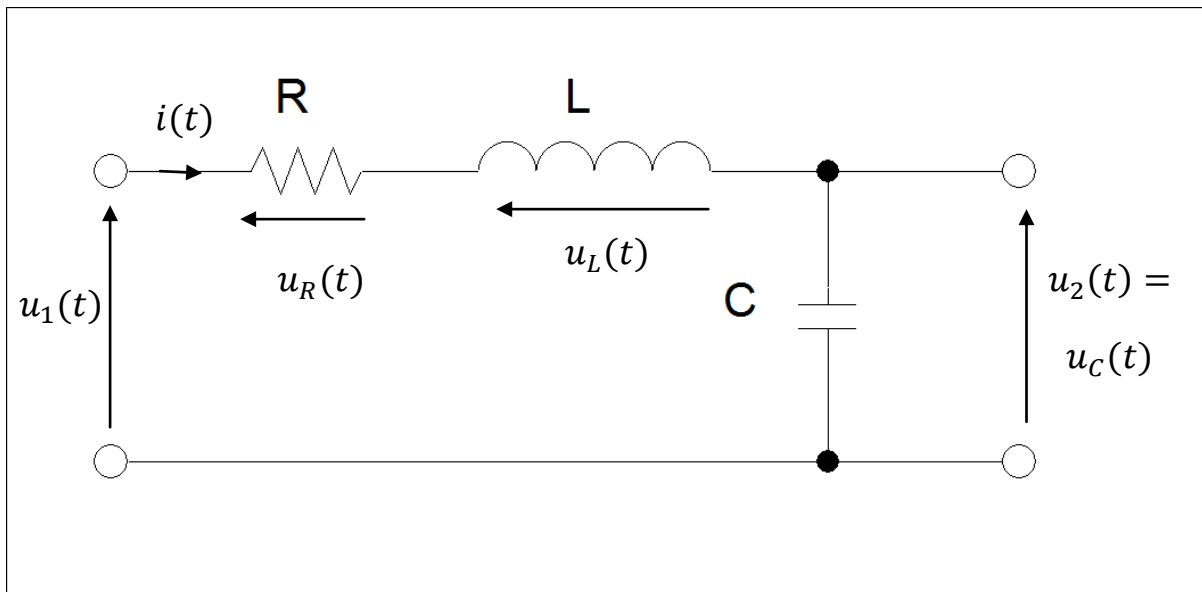 R
L
i(t)
u_R(t)
u_L(t)
u_1(t)
C
u_2(t) =
u_C(t)